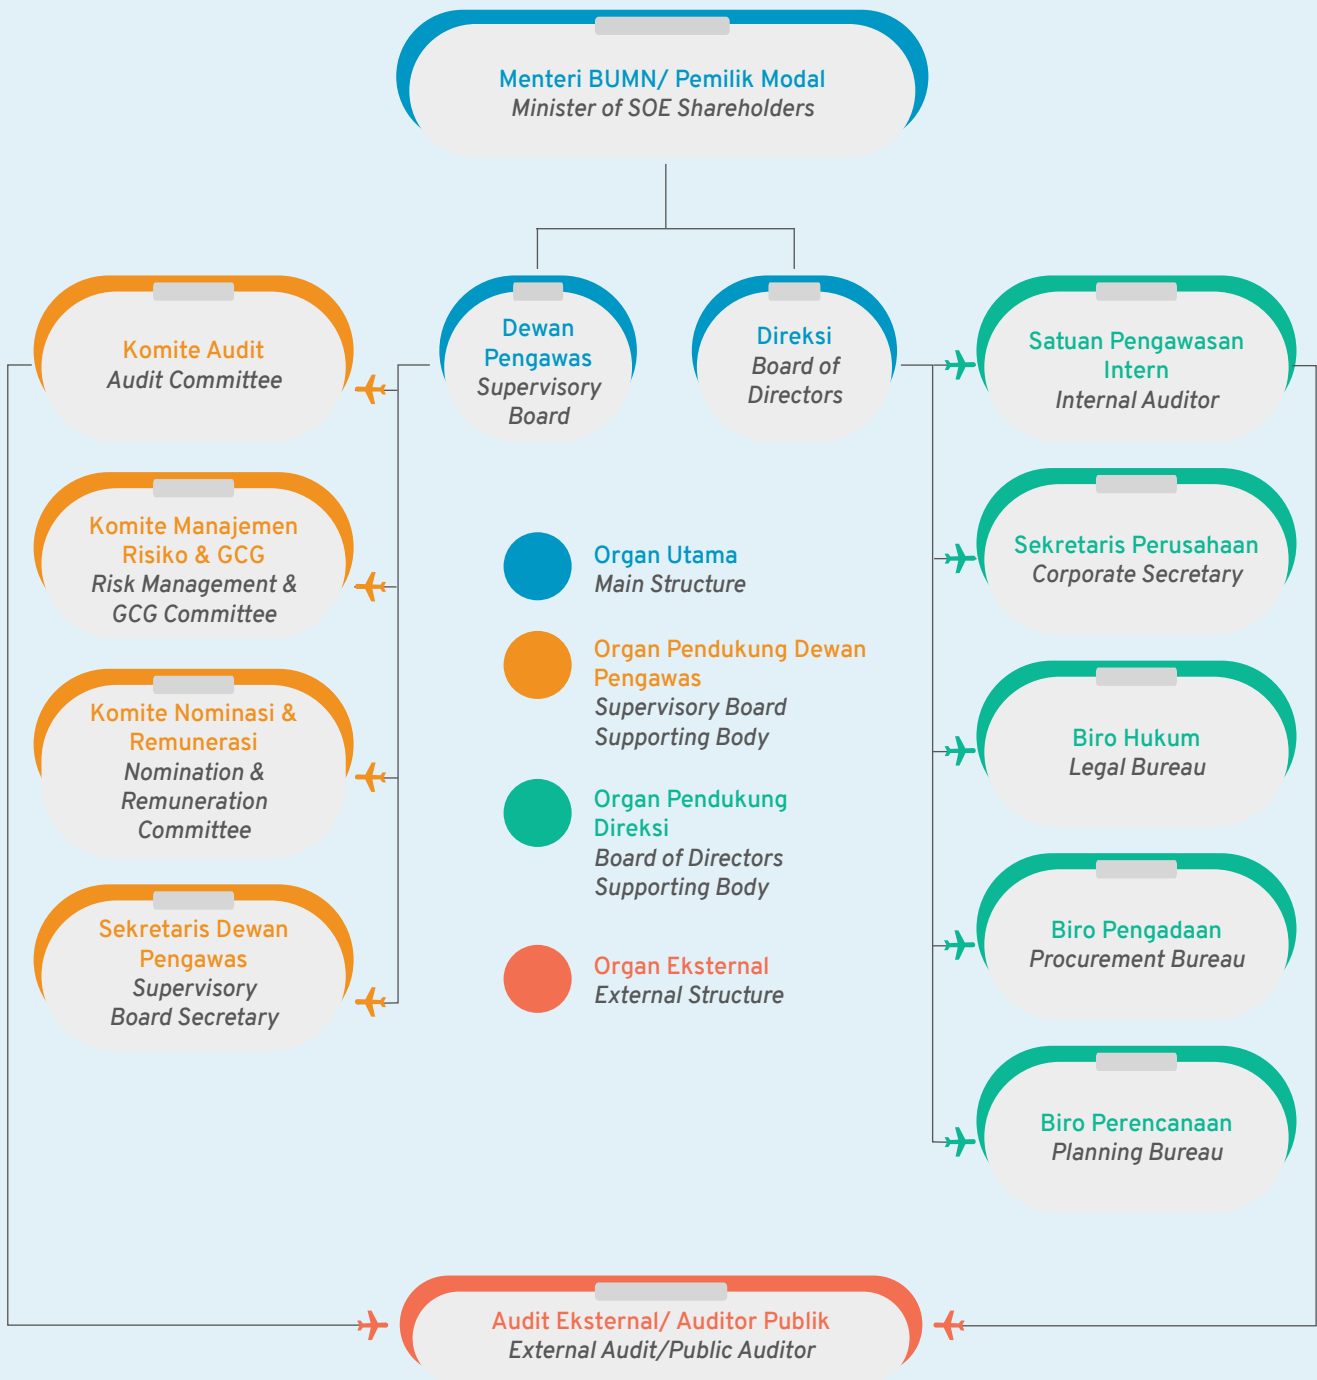 Menteri BUMN/ Pemilik Modal
Minister of SOE Shareholders
Komite Audit
Audit Committee
Dewan
Pengawas
Supervisory
Board
Direksi
Board of
Directors
Satuan Pengawasan
Intern
Internal Auditor
Komite Manajemen
Risiko & GCG
Risk Management &
GCG Committee
Komite Nominasi &
Remunerasi
Nomination &
Remuneration
Committee
Sekretaris Dewan
Pengawas
Supervisory
Board Secretary
Organ Utama
Main Structure
Organ Pendukung Dewan
Pengawas
Supervisory Board
Supporting Body
Organ Pendukung
Direksi
Board of Directors
Supporting Body
Organ Eksternal
External Structure
Sekretaris Perusahaan
Corporate Secretary
Biro Hukum
Legal Bureau
Biro Pengadaan
Procurement Bureau
Biro Perencanaan
Planning Bureau
Audit Eksternal/ Auditor Publik
External Audit/Public Auditor